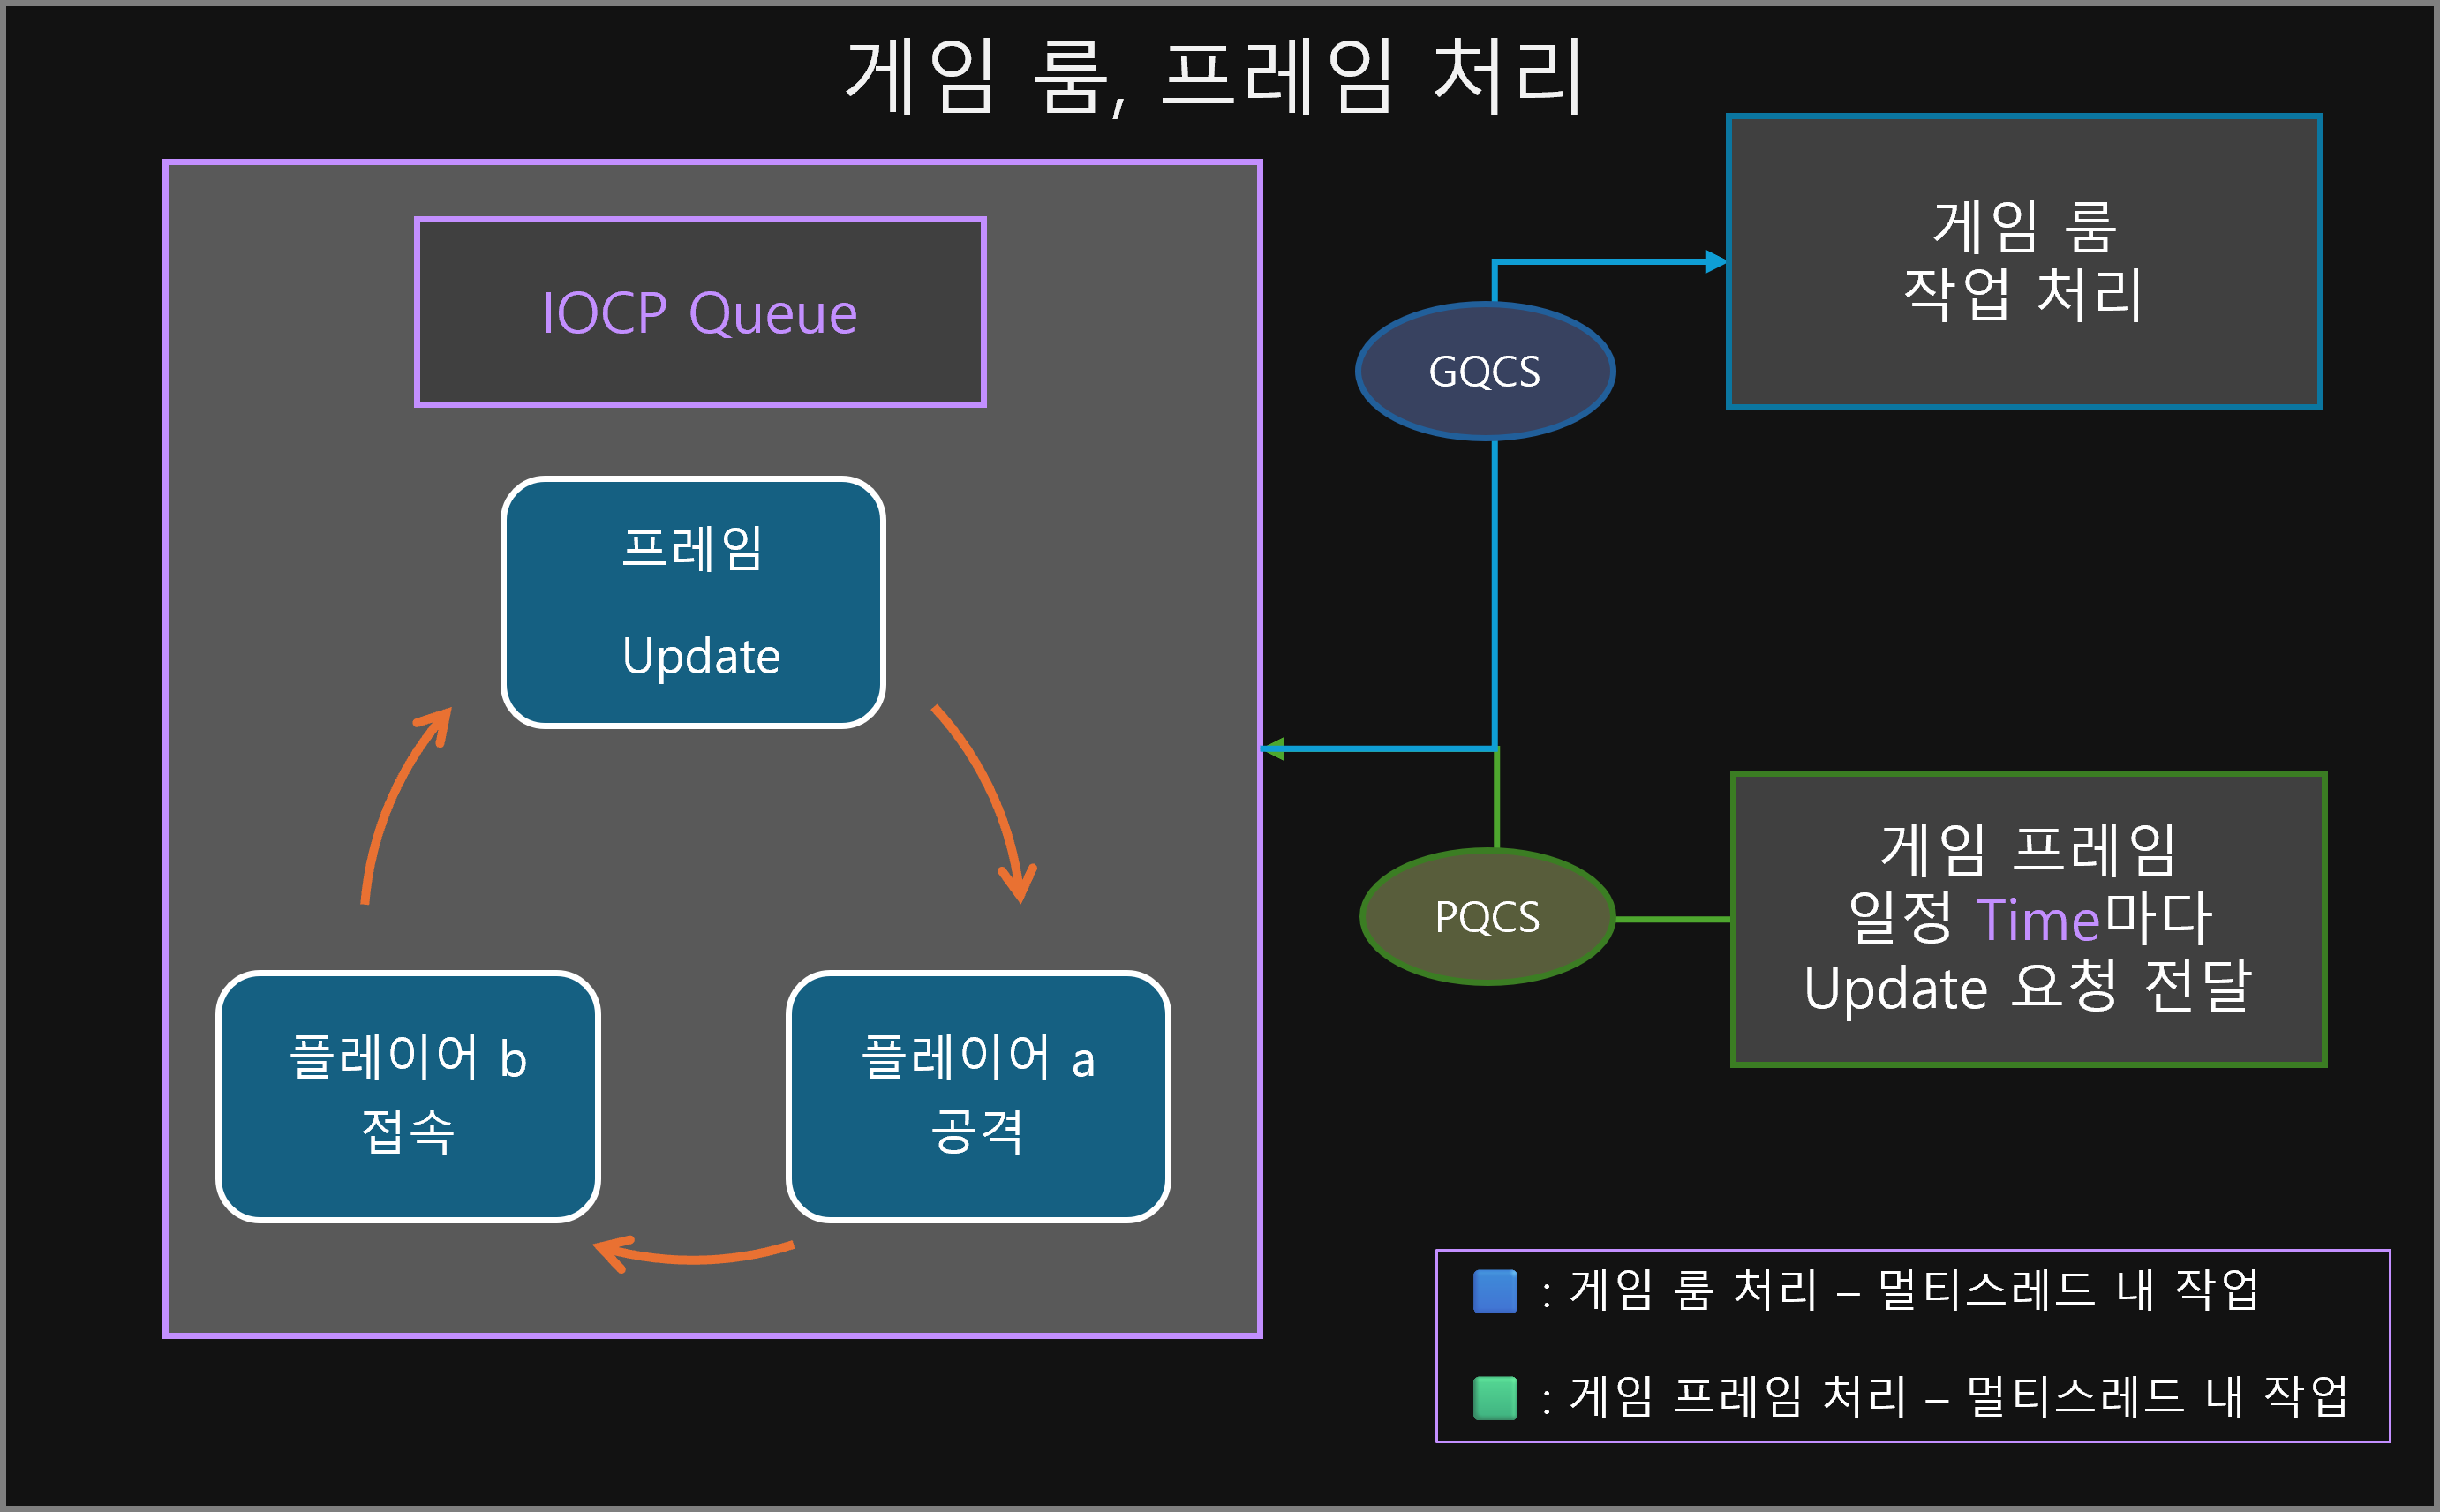 게임 룸, 프레임 처리
IOCP Queue
프레임
Update
플레이어 b
접속
플레이어 a
공격
GQCS
게임 룸
작업 처리
PQCS
게임 프레임
일정 Time마다
Update 요청 전달
: 게임 룸 처리 – 멀티스레드 내 작업
: 게임 프레임 처리 – 멀티스레드 내 작업